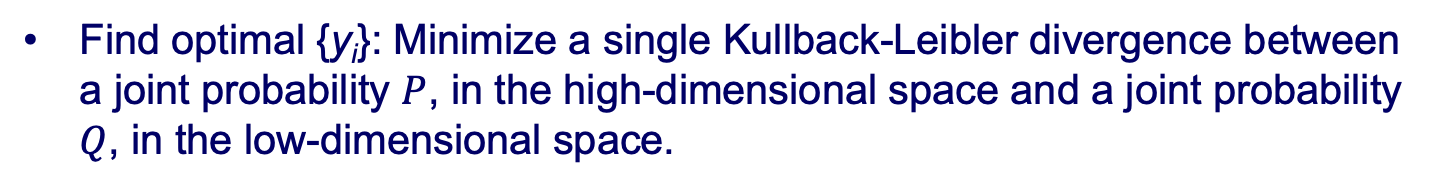 • Find optimal {yᵢ}: Minimize a single Kullback-Leibler divergence between
a joint probability 𝑃, in the high-dimensional space and a joint probability
𝑄, in the low-dimensional space.